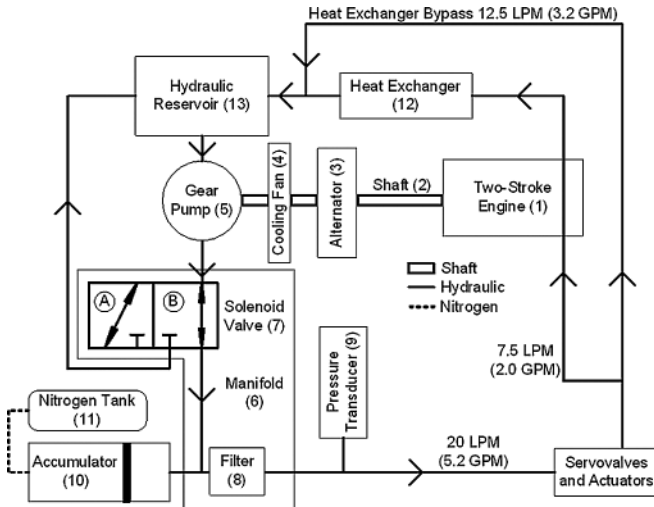 Heat Exchanger Bypass 12.5 LPM (3.2 GPM)
Hydraulic
Reservoir (13)
Heat Exchanger
(12)
Gear
Pump (5)
Cooling Fan (4)
Alternator (3)
Shaft (2)
Two-Stroke
Engine (1)
Shaft
Hydraulic
Nitrogen
A
B
Solenoid
Valve (7)
Manifold
(6)
Pressure
Transducer (9)
7.5 LPM
(2.0 GPM)
Nitrogen Tank
(11)
Accumulator
(10)
Filter
(8)
20 LPM
(5.2 GPM)
Servovalves
and Actuators